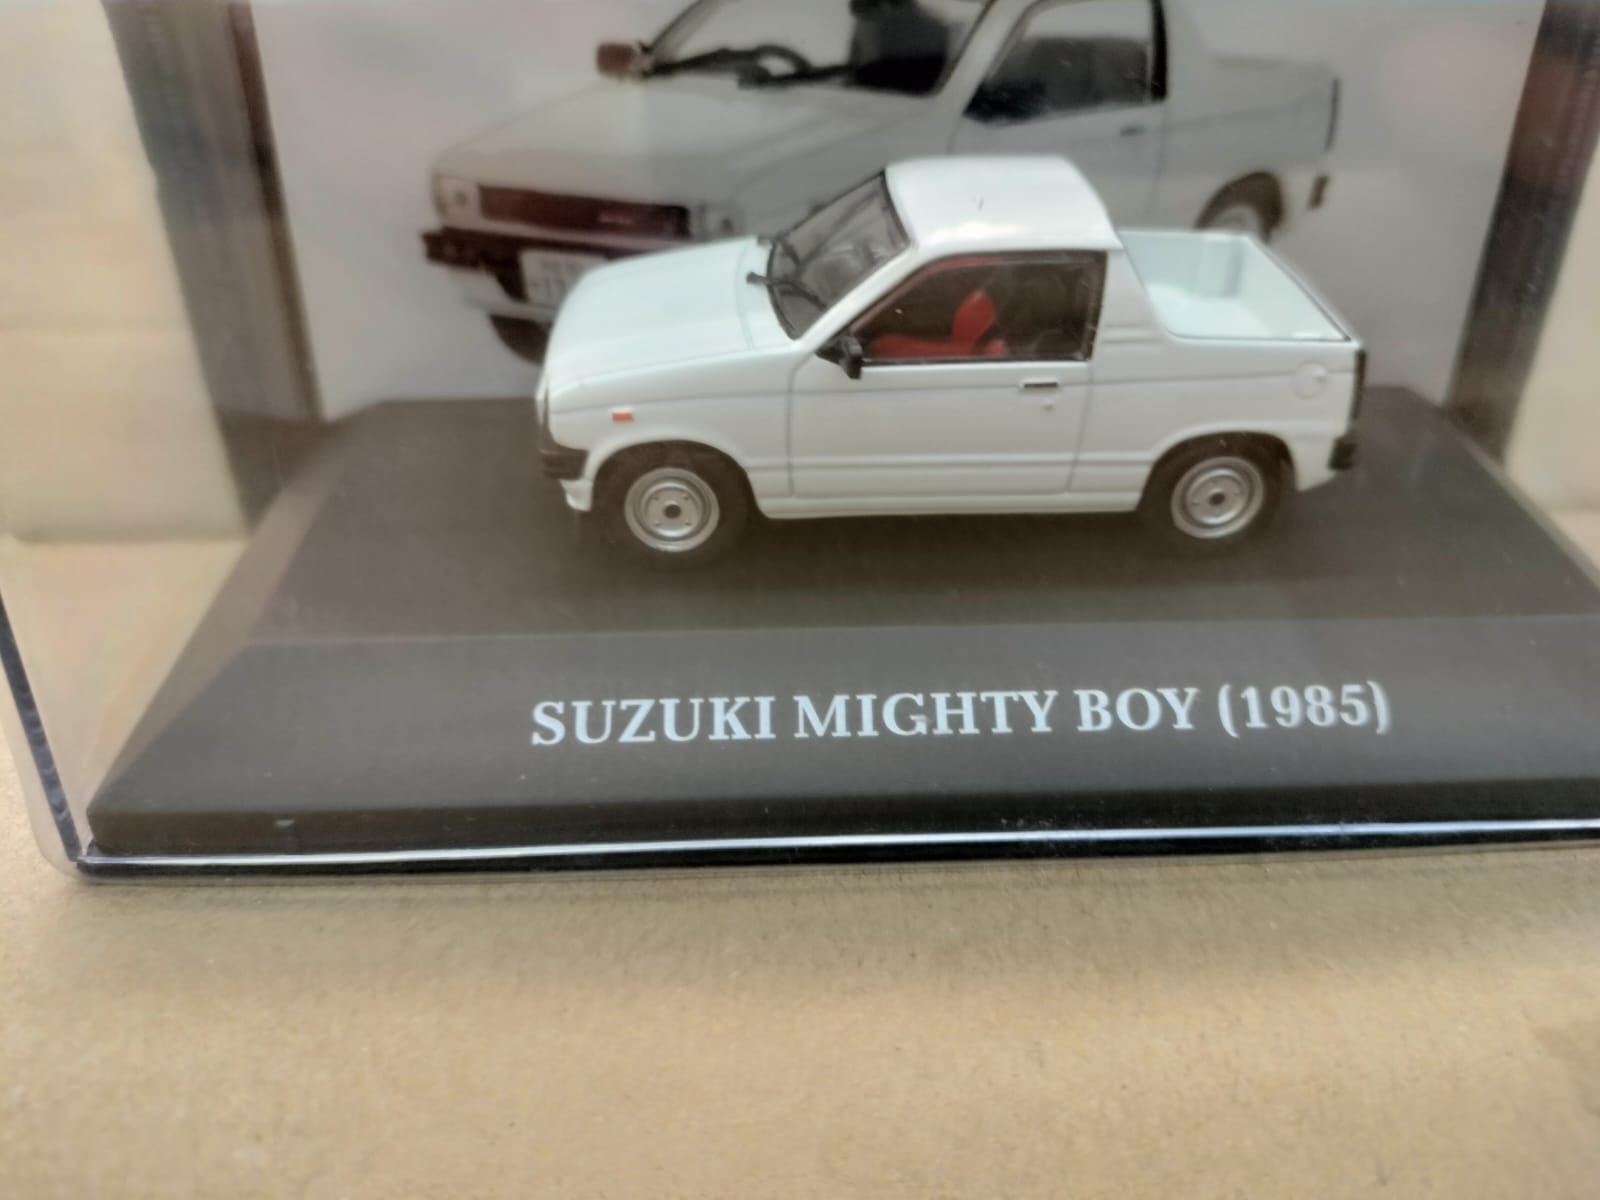 SUZUKI MIGHTY BOY (1985)